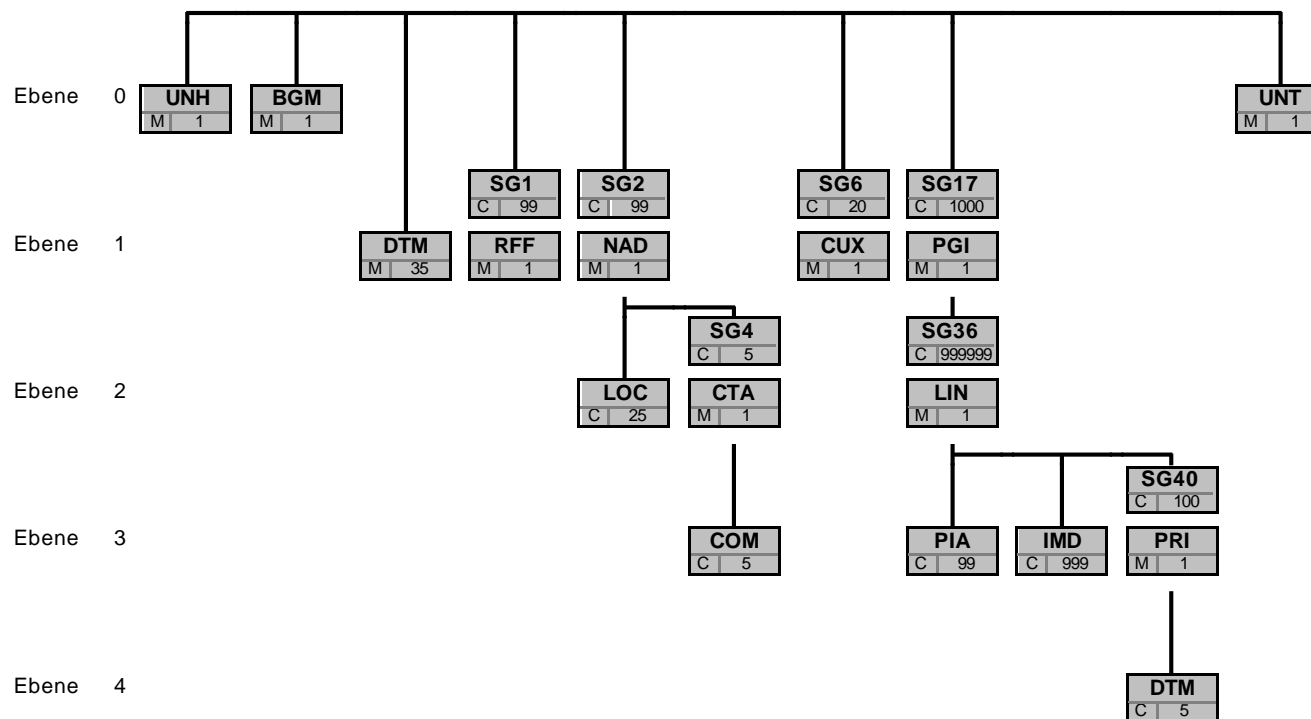 Ebene 0 UNH BGM UNT
M 1 M 1 M 1
SG1 SG2 SG6 SG17
C 99 C 99 C 20 C 1000
Ebene 1 DTM RFF NAD CUX PGI
M 35 M 1 M 1 M 1 M 1
SG4 SG36
C 5 C 999999
Ebene 2 LOC CTA LIN
C 25 M 1 M 1
SG40
C 100
Ebene 3 COM PIA IMD PRI
C 5 C 99 C 999 M 1
Ebene 4 DTM
C 5